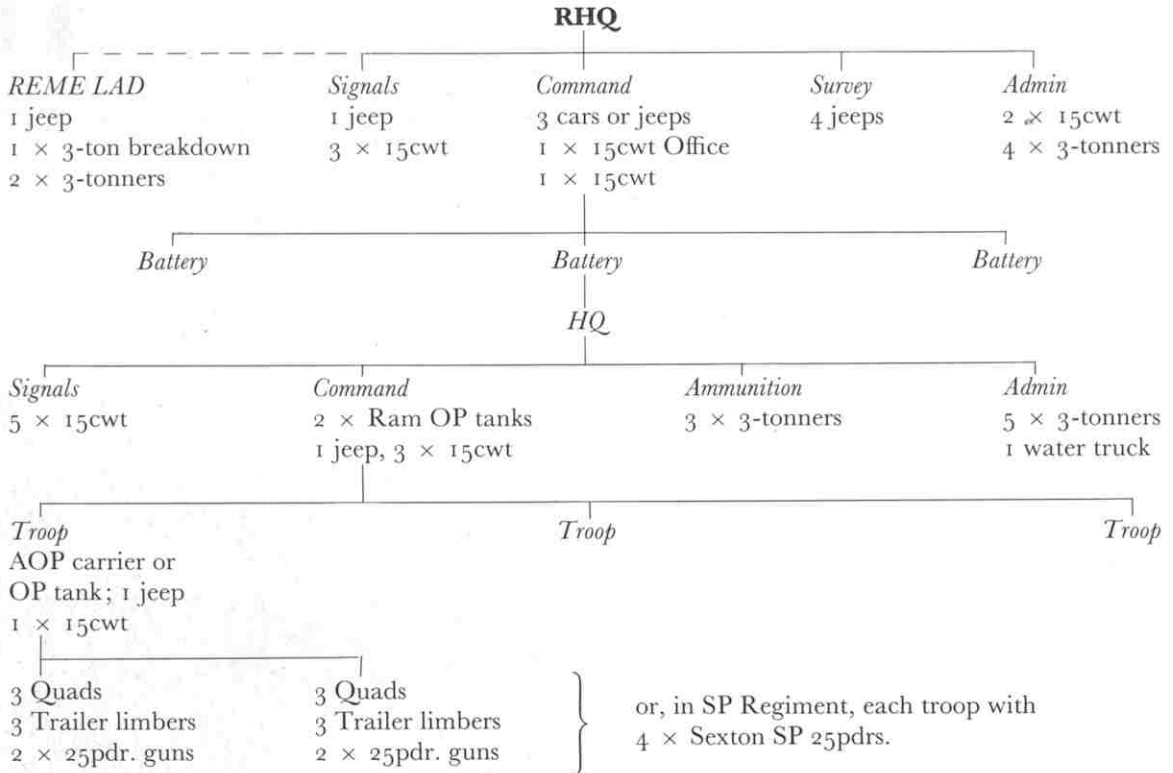 RHQ
REME LAD
1 jeep
1 × 3-ton breakdown
2 × 3-tonners
Signals
1 jeep
3 × 15cwt
Command
3 cars or jeeps
1 × 15cwt Office
1 × 15cwt
Survey
4 jeeps
Admin
2 × 15cwt
4 × 3-tonners
Battery
Battery
Battery
HQ
Signals
5 × 15cwt
Command
2 × Ram OP tanks
1 jeep, 3 × 15cwt
Ammunition
3 × 3-tonners
Admin
5 × 3-tonners
1 water truck
Troop
AOP carrier or
OP tank; 1 jeep
1 × 15cwt
Troop
Troop
3 Quads
3 Trailer limbers
2 × 25pdr. guns
3 Quads
3 Trailer limbers
2 × 25pdr. guns
or, in SP Regiment, each troop with
4 × Sexton SP 25pdrs.